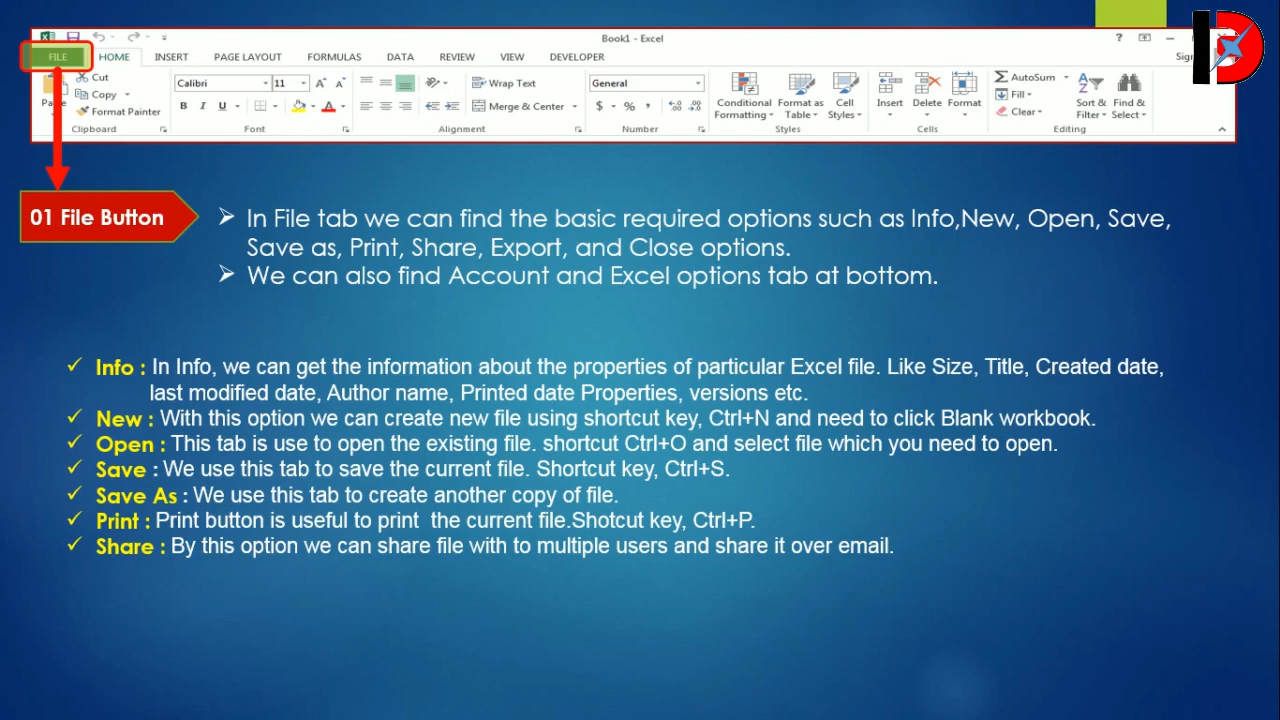 Book1 - Excel
FILE HOME INSERT PAGE LAYOUT FORMULAS DATA REVIEW VIEW DEVELOPER
Cut
Copy
Format Painter
Clipboard
Calibri 11
B I U
Font
Wrap Text
Merge & Center
Alignment
General
$ % ,
Number
Conditional Formatting
Format as Table
Cell Styles
Styles
Insert Delete Format
Cells
AutoSum
Fill
Clear
Sort & Filter
Find & Select
Editing
01 File Button
➢ In File tab we can find the basic required options such as Info,New, Open, Save,
Save as, Print, Share, Export, and Close options.
➢ We can also find Account and Excel options tab at bottom.
✓ Info : In Info, we can get the information about the properties of particular Excel file. Like Size, Title, Created date,
last modified date, Author name, Printed date Properties, versions etc.
✓ New : With this option we can create new file using shortcut key, Ctrl+N and need to click Blank workbook.
✓ Open : This tab is use to open the existing file. shortcut Ctrl+O and select file which you need to open.
✓ Save : We use this tab to save the current file. Shortcut key, Ctrl+S.
✓ Save As : We use this tab to create another copy of file.
✓ Print : Print button is useful to print  the current file.Shotcut key, Ctrl+P.
✓ Share : By this option we can share file with to multiple users and share it over email.